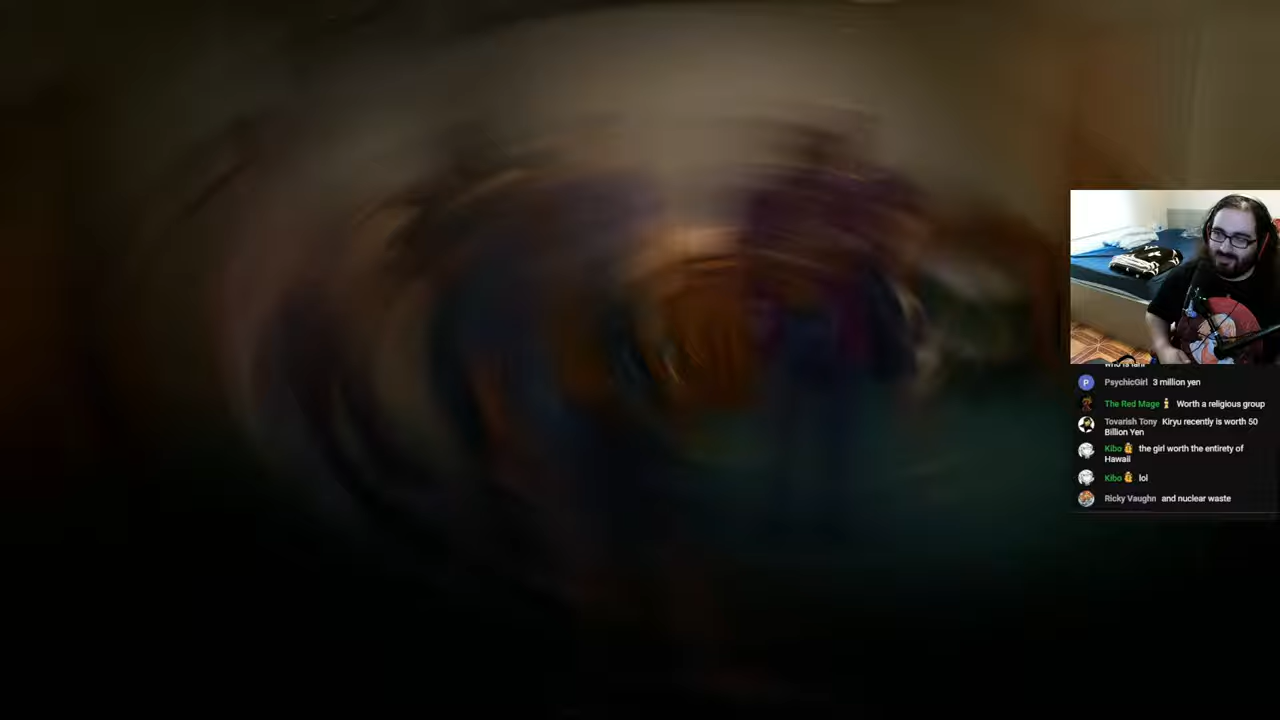 PsychicGirl 3 million yen
The Red Mage Worth a religious group
Tovarish Tony Kiryu recently is worth 50
Billion Yen
Kibo the girl worth the entirety of
Hawaii
Kibo lol
Ricky Vaughn and nuclear waste